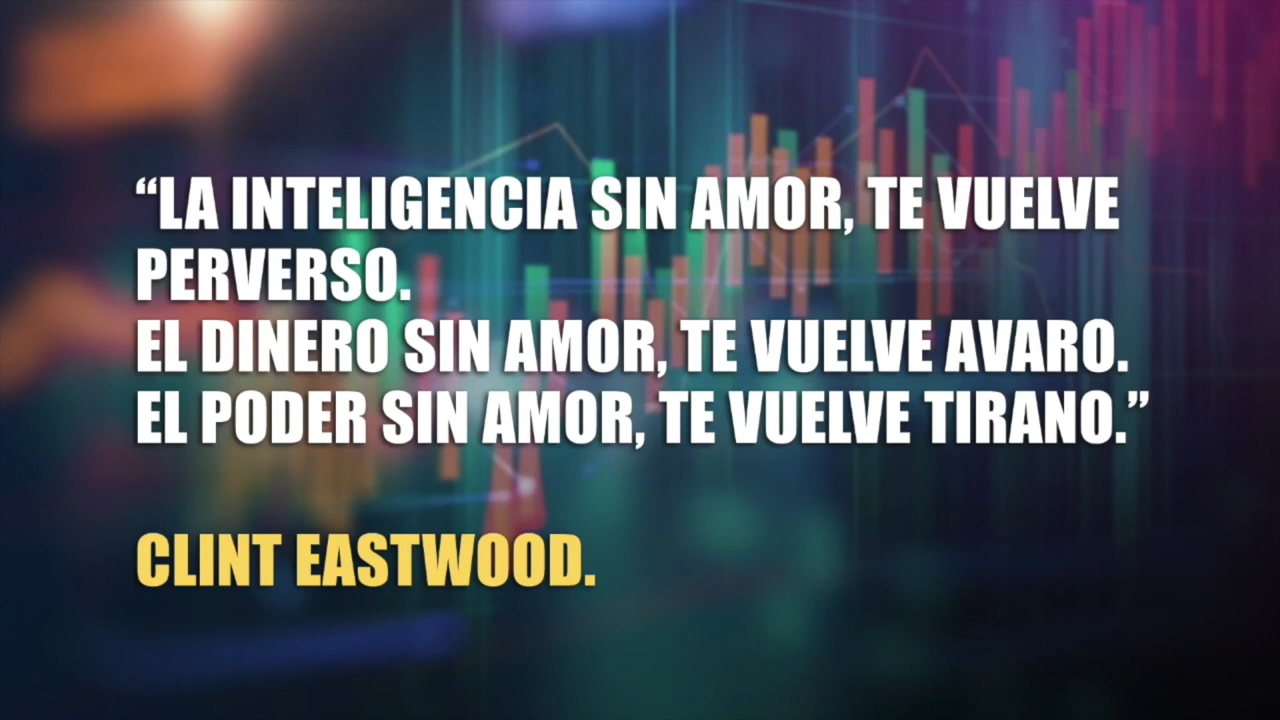 “LA INTELIGENCIA SIN AMOR, TE VUELVE
PERVERSO.
EL DINERO SIN AMOR, TE VUELVE AVARO.
EL PODER SIN AMOR, TE VUELVE TIRANO.”
CLINT EASTWOOD.